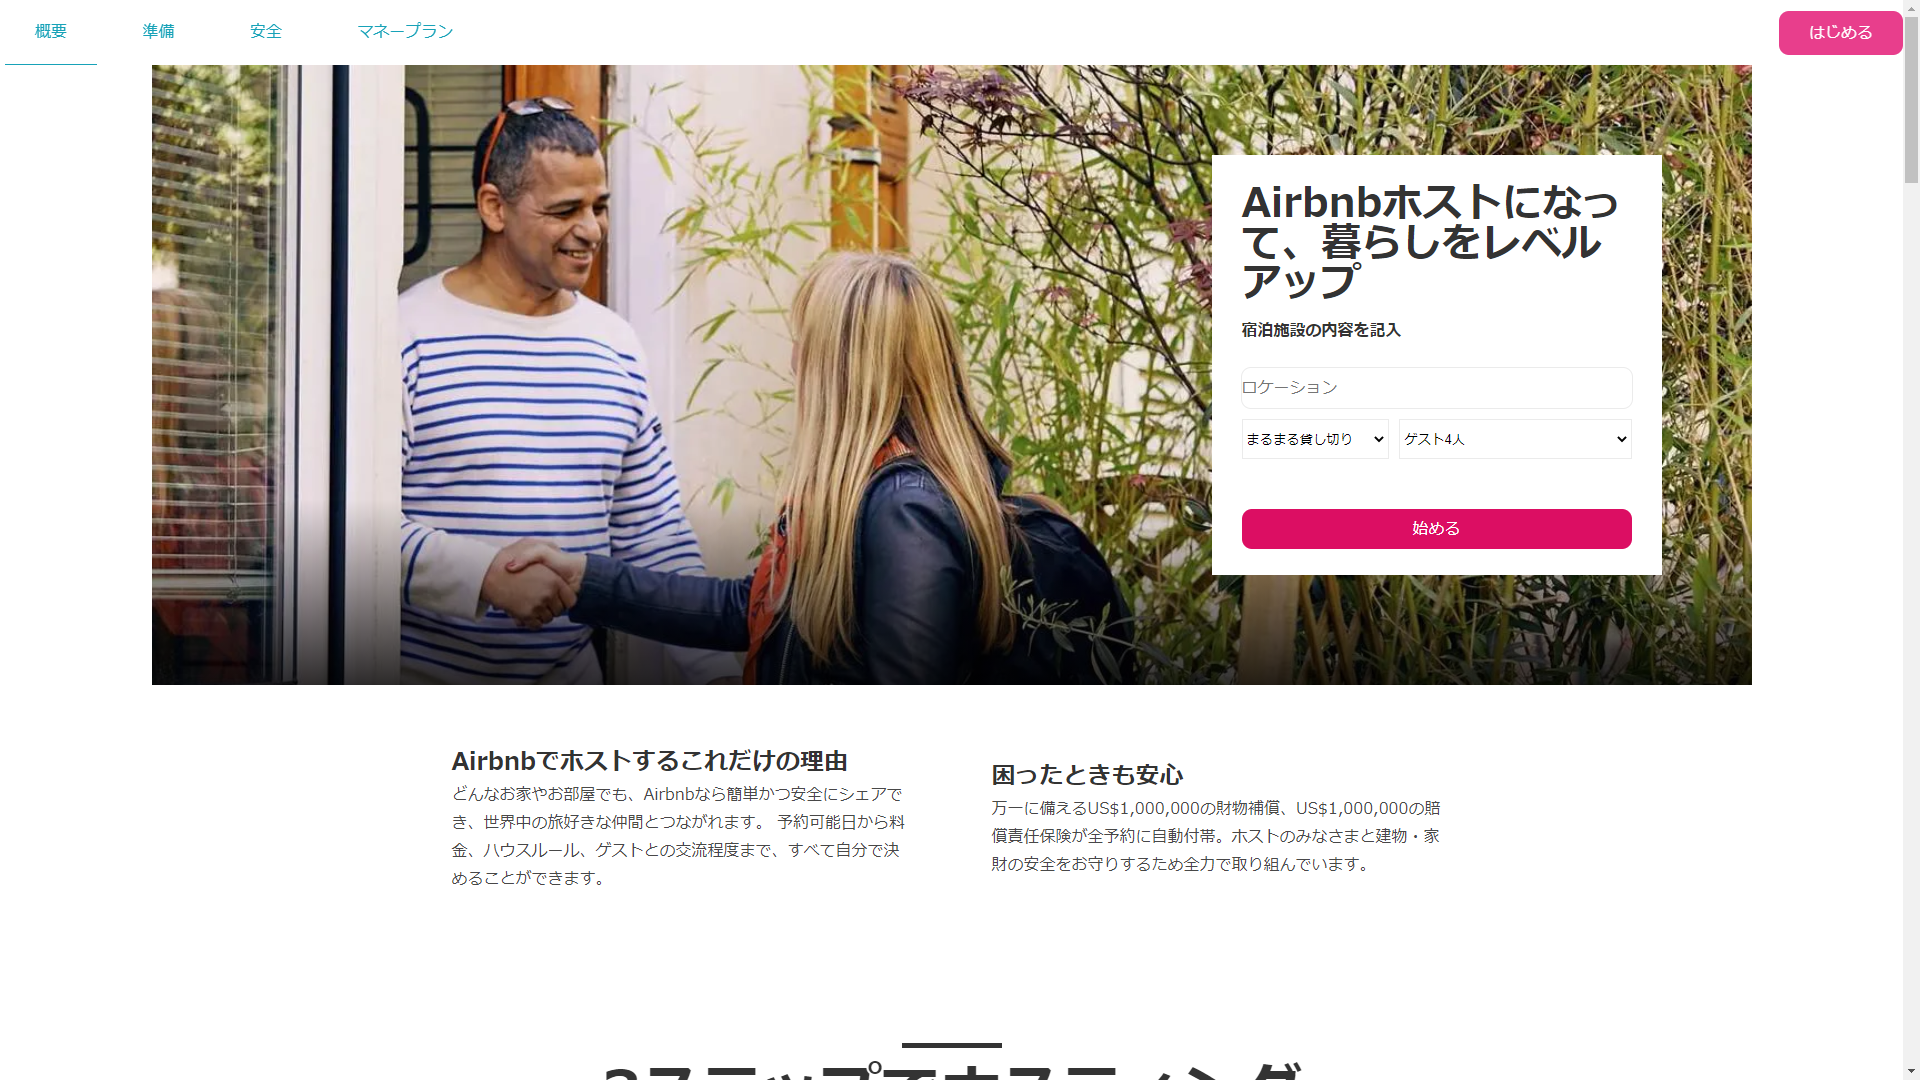 概要
準備
安全
マネープラン
はじめる
Airbnbホストになっ
て、暮らしをレベル
アップ
宿泊施設の内容を記入
ロケーション
まるまる貸し切り
ゲスト4人
始める
Airbnbでホストするこれだけの理由
どんなお家やお部屋でも、Airbnbなら簡単かつ安全にシェアで
き、世界中の旅好きな仲間とつながれます。 予約可能日から料
金、ハウスルール、ゲストとの交流程度まで、すべて自分で決
めることができます。
困ったときも安心
万一に備えるUS$1,000,000の財物補償、US$1,000,000の賠
償責任保険が全予約に自動付帯。ホストのみなさまと建物・家
財の安全をお守りするため全力で取り組んでいます。